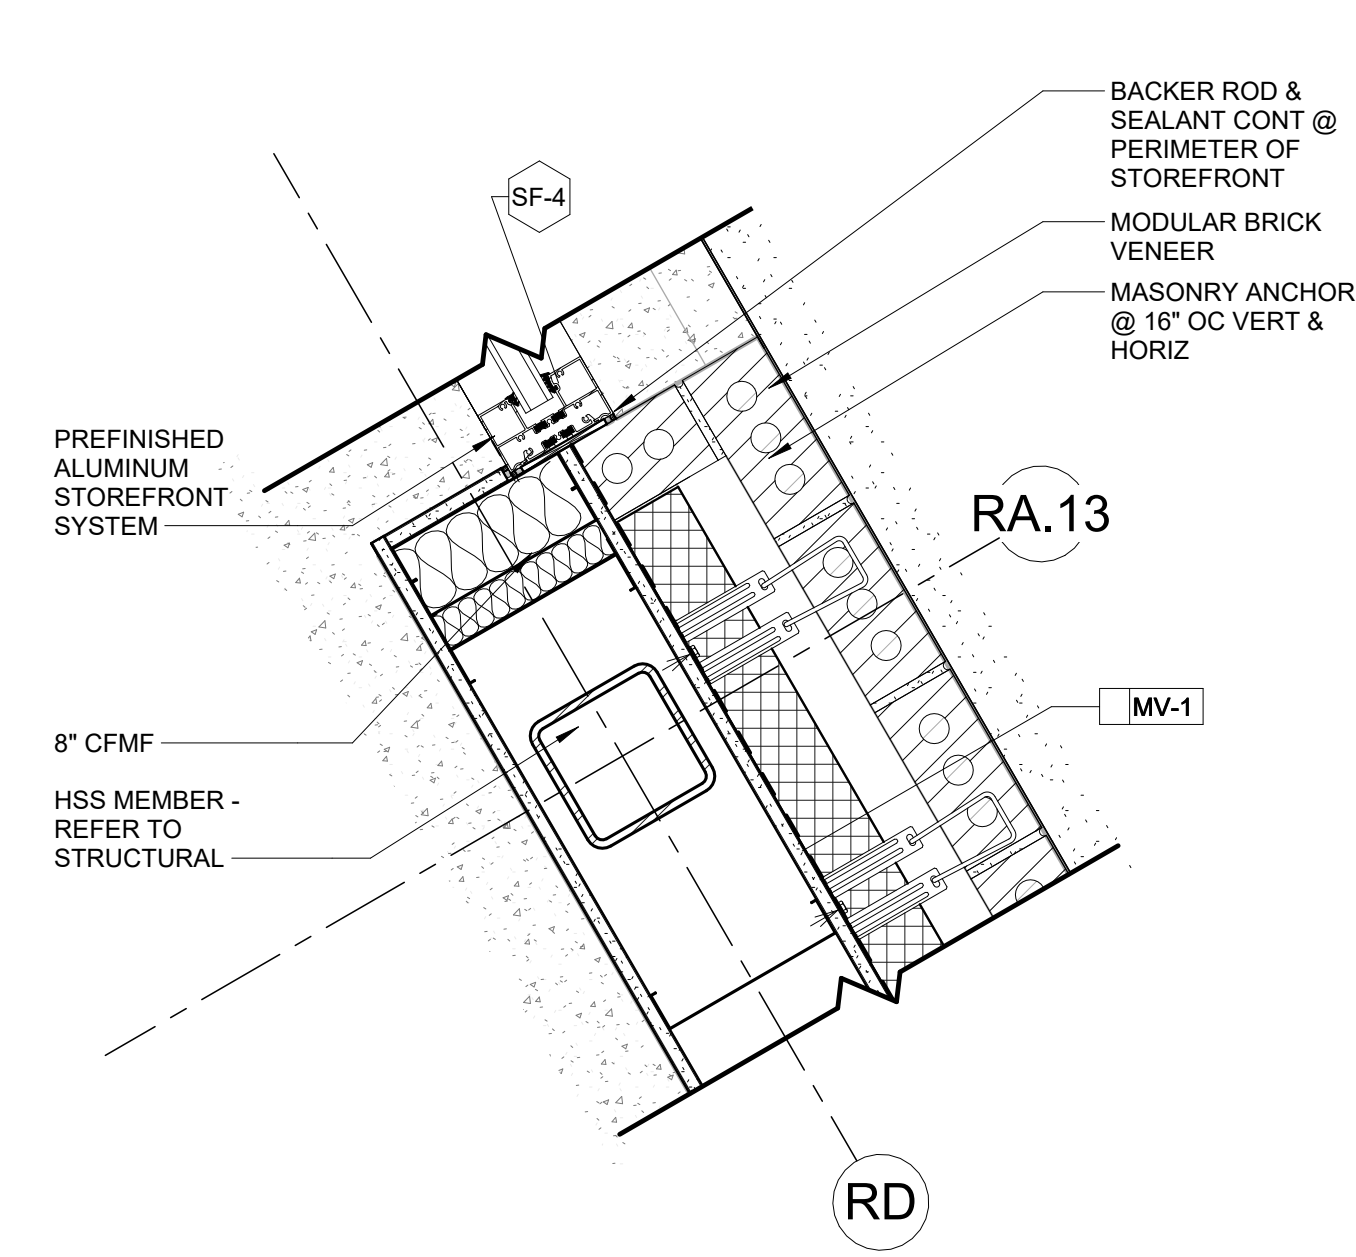 BACKER ROD &
SEALANT CONT @
PERIMETER OF
STOREFRONT
SF-4
MODULAR BRICK
VENEER
MASONRY ANCHOR
@ 16" OC VERT &
HORIZ
PREFINISHED
ALUMINUM
STOREFRONT
SYSTEM
RA.13
MV-1
8" CFMF
HSS MEMBER -
REFER TO
STRUCTURAL
RD